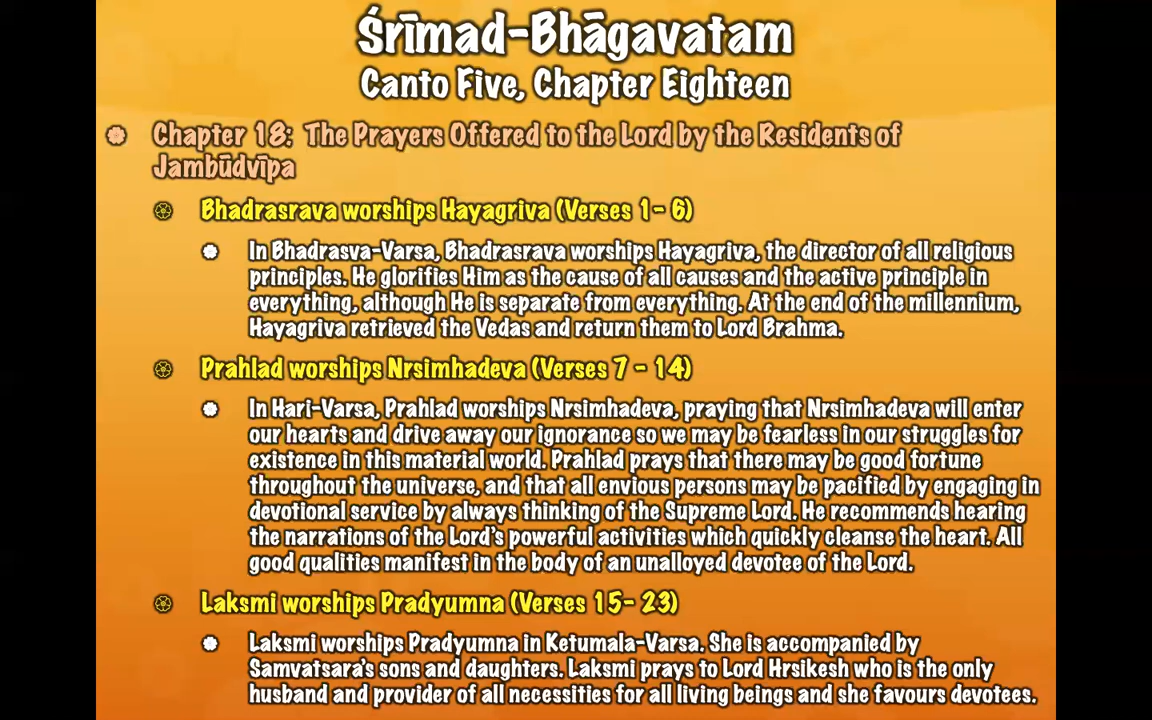 Śrīmad-Bhāgavatam
Canto Five, Chapter Eighteen
Chapter 18: The Prayers Offered to the Lord by the Residents of
Jambūdvīpa
Bhadrasrava worships Hayagriva (Verses 1- 6)
In Bhadrasva-Varsa, Bhadrasrava worships Hayagriva, the director of all religious
principles. He glorifies Him as the cause of all causes and the active principle in
everything, although He is separate from everything. At the end of the millennium,
Hayagriva retrieved the Vedas and return them to Lord Brahma.
Prahlad worships Nrsimhadeva (Verses 7 - 14)
In Hari-Varsa, Prahlad worships Nrsimhadeva, praying that Nrsimhadeva will enter
our hearts and drive away our ignorance so we may be fearless in our struggles for
existence in this material world. Prahlad prays that there may be good fortune
throughout the universe, and that all envious persons may be pacified by engaging in
devotional service by always thinking of the Supreme Lord. He recommends hearing
the narrations of the Lord's powerful activities which quickly cleanse the heart. All
good qualities manifest in the body of an unalloyed devotee of the Lord.
Laksmi worships Pradyumna (Verses 15- 23)
Laksmi worships Pradyumna in Ketumala-Varsa. She is accompanied by
Samvatsara's sons and daughters. Laksmi prays to Lord Hrsikesh who is the only
husband and provider of all necessities for all living beings and she favours devotees.